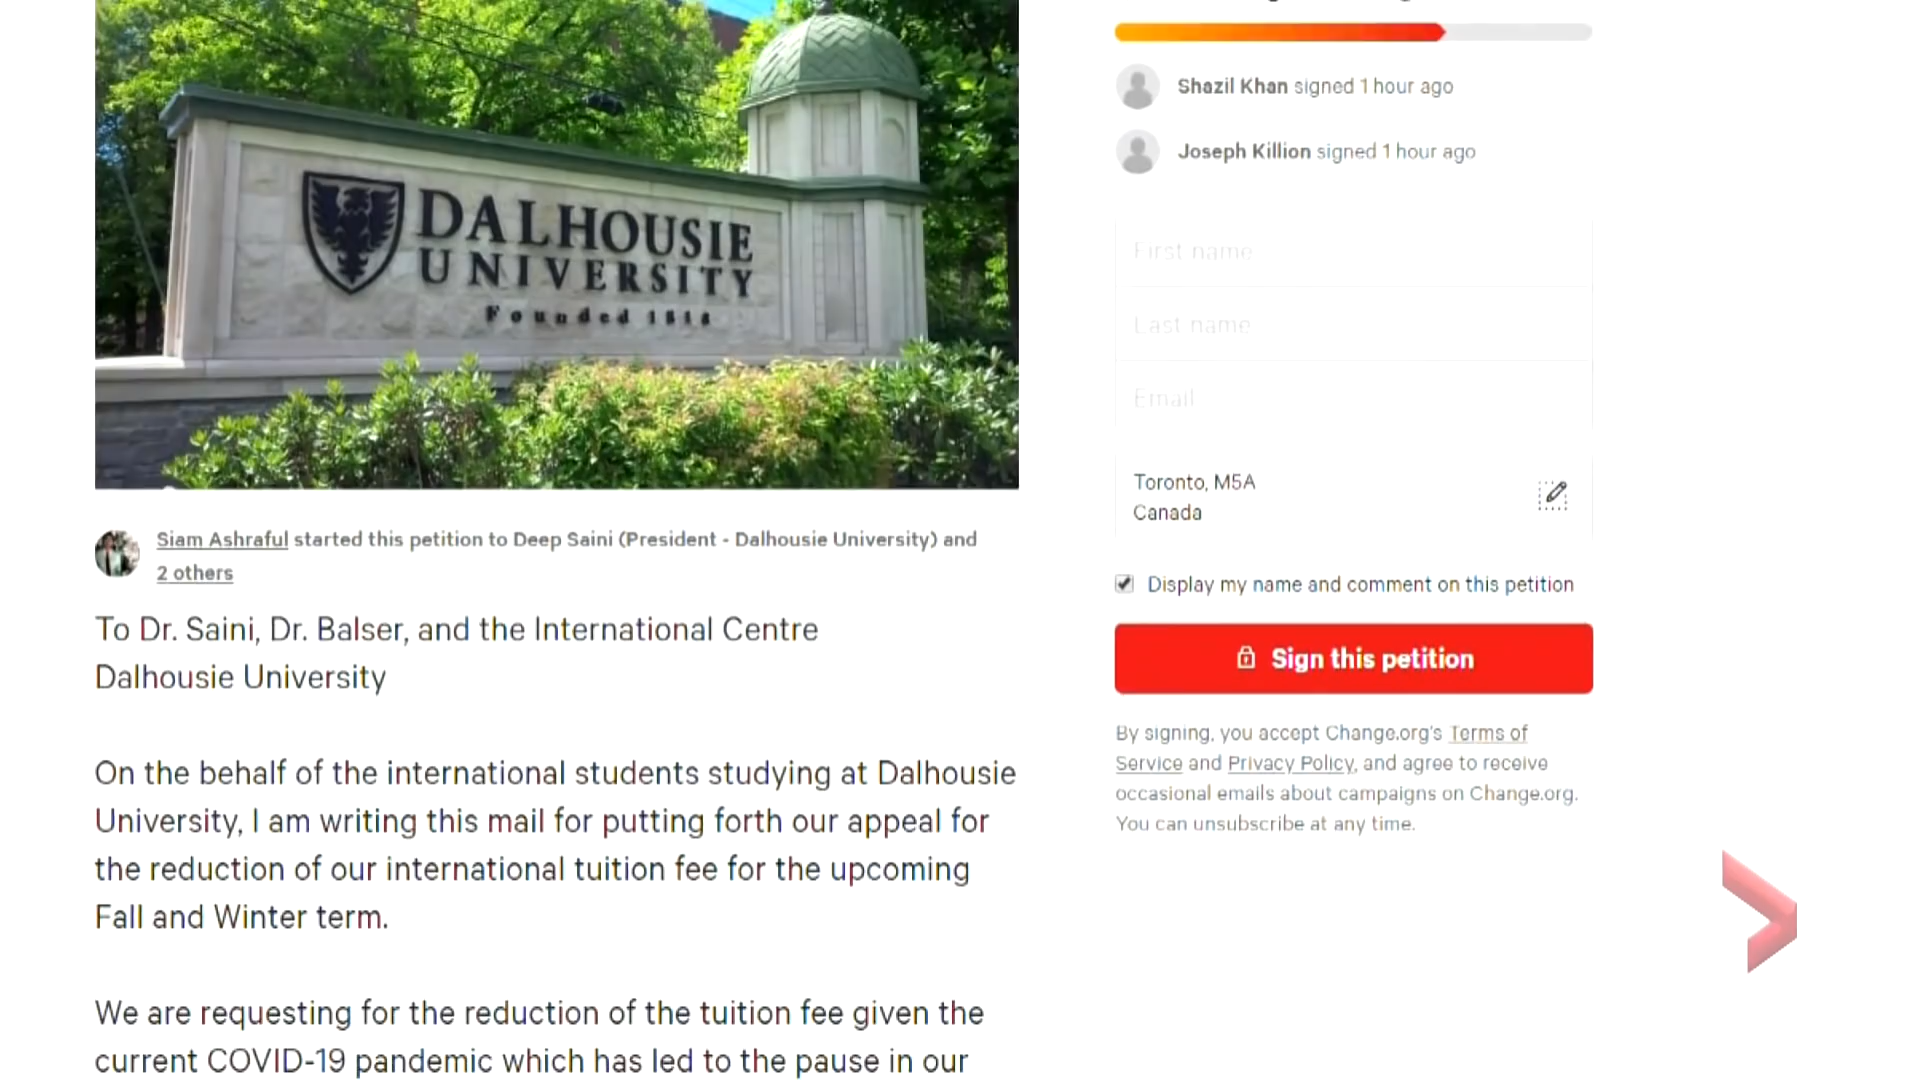 DALHOUSIE
UNIVERSITY
Founded 1818
Siam Ashraful started this petition to Deep Saini (President - Dalhousie University) and
2 others
To Dr. Saini, Dr. Balser, and the International Centre
Dalhousie University
On the behalf of the international students studying at Dalhousie
University, I am writing this mail for putting forth our appeal for
the reduction of our international tuition fee for the upcoming
Fall and Winter term.
We are requesting for the reduction of the tuition fee given the
current COVID-19 pandemic which has led to the pause in our
Shazil Khan signed 1 hour ago
Joseph Killion signed 1 hour ago
First name
Last name
Email
Toronto, M5A
Canada
Display my name and comment on this petition
Sign this petition
By signing, you accept Change.org's Terms of
Service and Privacy Policy, and agree to receive
occasional emails about campaigns on Change.org.
You can unsubscribe at any time.